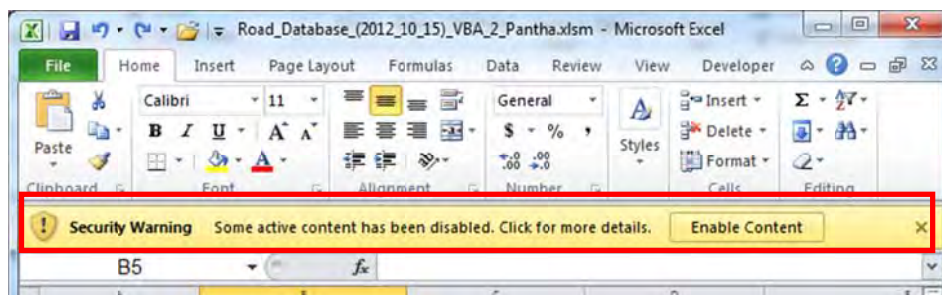 Road_Database_(2012_10_15)_VBA_2_Pantha.xlsm - Microsoft Excel
File Home Insert Page Layout Formulas Data Review View Developer
Calibri 11 General Insert Σ
Paste B I U A A $ % , Styles Delete
A .00 .0 Format
Clipboard Font Alignment Number Cells Editing
Security Warning Some active content has been disabled. Click for more details. Enable Content
B5 fx